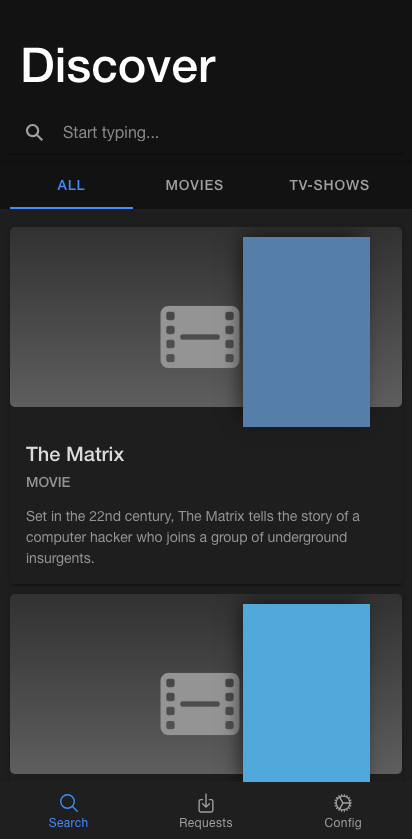 Discover
Start typing...
ALL MOVIES TV-SHOWS
The Matrix
MOVIE
Set in the 22nd century, The Matrix tells the story of a
computer hacker who joins a group of underground
insurgents.
Search Requests Config